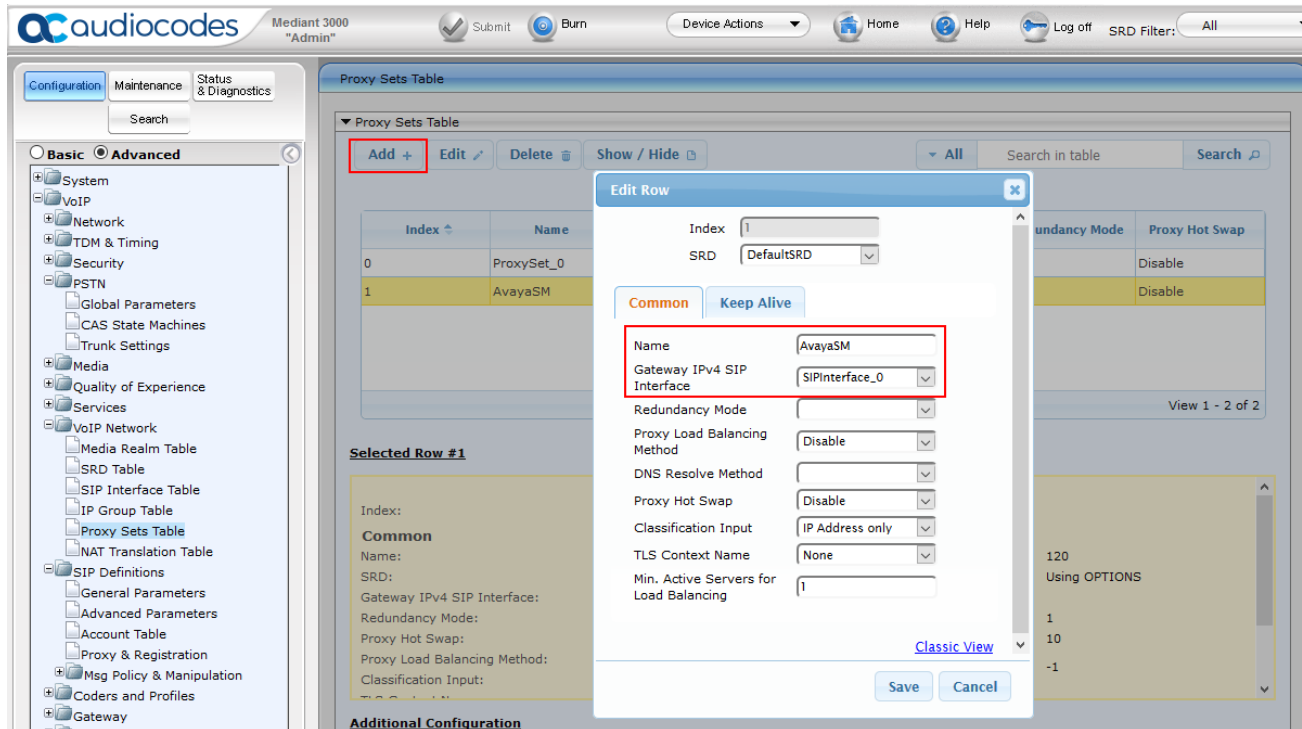 audiocodes
Mediant 3000
"Admin"
Submit
Burn
Device Actions
Home
Help
Log off
SRD Filter:
All
Configuration
Maintenance
Status
& Diagnostics
Search
Basic
Advanced
System
VoIP
Network
TDM & Timing
Security
PSTN
Global Parameters
CAS State Machines
Trunk Settings
Media
Quality of Experience
Services
VoIP Network
Media Realm Table
SRD Table
SIP Interface Table
IP Group Table
Proxy Sets Table
NAT Translation Table
SIP Definitions
General Parameters
Advanced Parameters
Account Table
Proxy & Registration
Msg Policy & Manipulation
Coders and Profiles
Gateway
Proxy Sets Table
Proxy Sets Table
Add +
Edit
Delete
Show / Hide
All
Search in table
Search
Index
Name
undancy Mode
Proxy Hot Swap
0
ProxySet_0
Disable
1
AvayaSM
Disable
View 1 - 2 of 2
Selected Row #1
Index:
Common
Name:
120
SRD:
Using OPTIONS
Gateway IPv4 SIP Interface:
Redundancy Mode:
1
Proxy Hot Swap:
10
Proxy Load Balancing Method:
-1
Classification Input:
Additional Configuration
Edit Row
Index
1
SRD
DefaultSRD
Common
Keep Alive
Name
AvayaSM
Gateway IPv4 SIP
Interface
SIPInterface_0
Redundancy Mode
Proxy Load Balancing
Method
Disable
DNS Resolve Method
Proxy Hot Swap
Disable
Classification Input
IP Address only
TLS Context Name
None
Min. Active Servers for
Load Balancing
1
Classic View
Save
Cancel